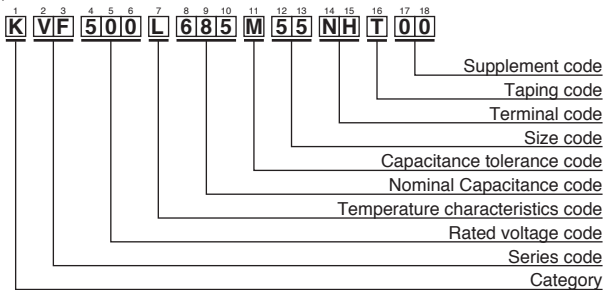 1 2 3 4 5 6 7 8 9 10 11 12 13 14 15 16 17 18
K VF 500 L 685 M 55 NH T 00
Supplement code
Taping code
Terminal code
Size code
Capacitance tolerance code
Nominal Capacitance code
Temperature characteristics code
Rated voltage code
Series code
Category